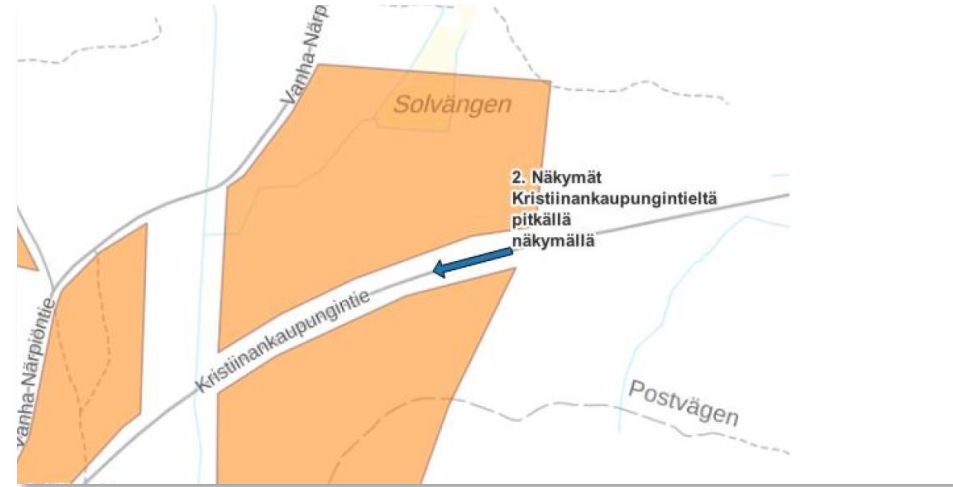 Vanha-Närp
Solvängen
2. Näkymät
Kristiinankaupungintieltä
pitkällä
näkymällä
Kristiinankaupungintie
Vanha-Närpiöntie
Postvägen